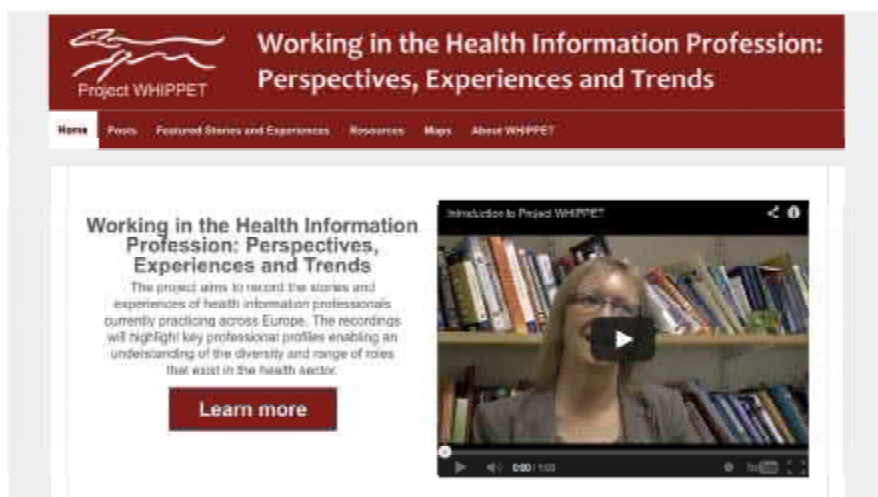 Working in the Health Information Profession:
Perspectives, Experiences and Trends
Project WHIPPET
Home Posts Featured Stories and Experiences Resources Maps About WHIPPET
Working in the Health Information
Profession: Perspectives,
Experiences and Trends
The project aims to record the stories and
experiences of health information professionals
currently practicing across Europe. The recordings
will highlight key professional profiles enabling an
understanding of the diversity and range of roles
that exist in the health sector.
Learn more
Introduction to Project WHIPPET
0:00 / 1:03
YouTube